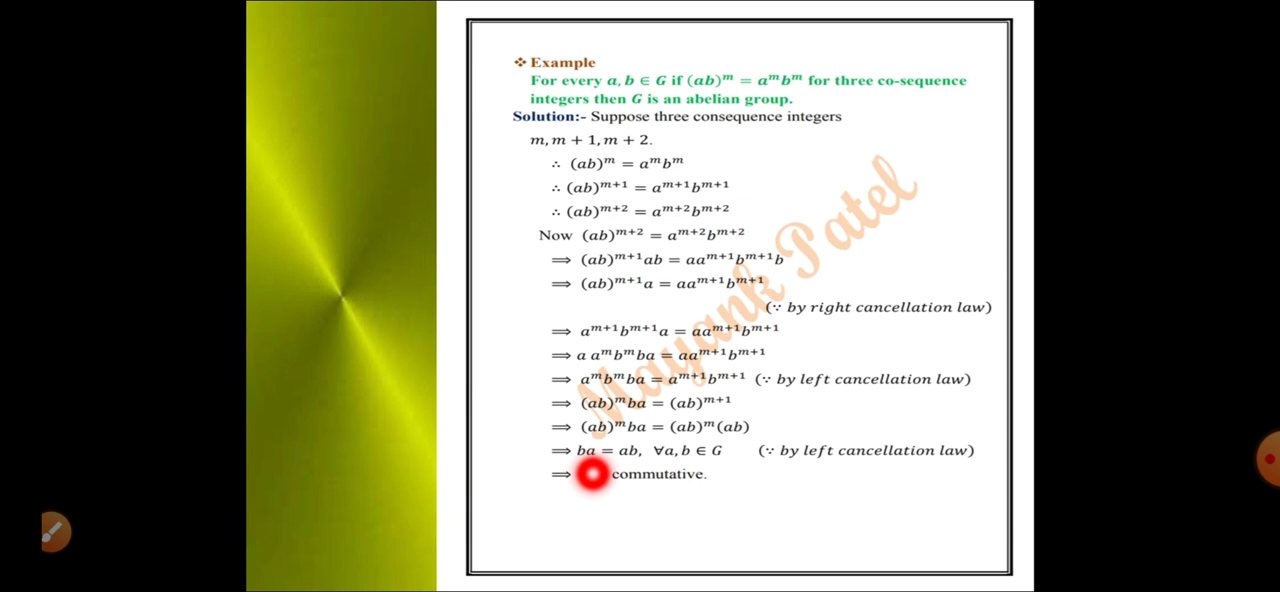 ❖ Example
For every a, b ∈ G if (ab)ᵐ = aᵐbᵐ for three co-sequence
integers then G is an abelian group.
Solution:- Suppose three consequence integers
m, m + 1, m + 2.
∴ (ab)ᵐ = aᵐbᵐ
∴ (ab)ᵐ⁺¹ = aᵐ⁺¹bᵐ⁺¹
∴ (ab)ᵐ⁺² = aᵐ⁺²bᵐ⁺²
Now (ab)ᵐ⁺² = aᵐ⁺²bᵐ⁺²
⟹ (ab)ᵐ⁺¹ab = aaᵐ⁺¹bᵐ⁺¹b
⟹ (ab)ᵐ⁺¹a = aaᵐ⁺¹bᵐ⁺¹
(∵ by right cancellation law)
⟹ aᵐ⁺¹bᵐ⁺¹a = aaᵐ⁺¹bᵐ⁺¹
⟹ a aᵐbᵐba = aaᵐ⁺¹bᵐ⁺¹
⟹ aᵐbᵐba = aᵐ⁺¹bᵐ⁺¹ (∵ by left cancellation law)
⟹ (ab)ᵐba = (ab)ᵐ⁺¹
⟹ (ab)ᵐba = (ab)ᵐ(ab)
⟹ ba = ab, ∀a, b ∈ G (∵ by left cancellation law)
⟹ commutative.
Mayank Patel